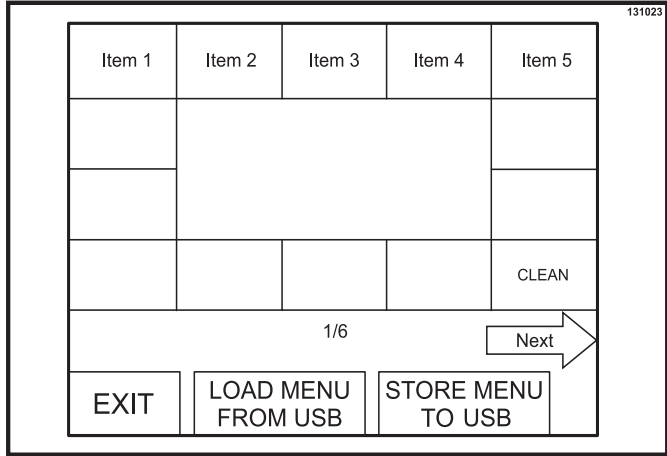 131023
Item 1 Item 2 Item 3 Item 4 Item 5
CLEAN
1/6 Next
EXIT LOAD MENU STORE MENU
FROM USB TO USB